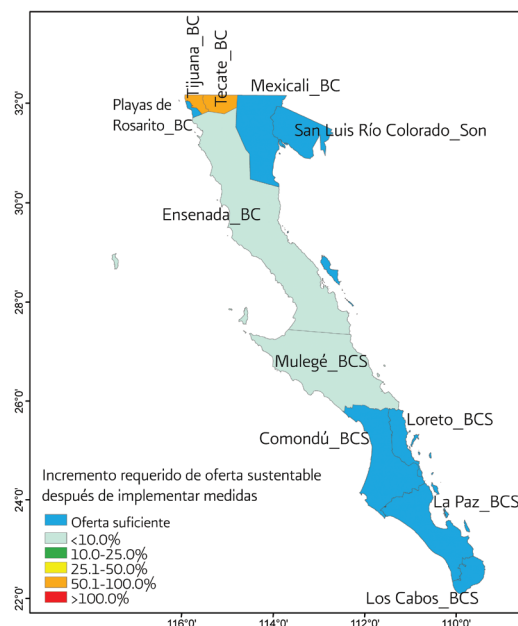 Tijuana_BC
Tecate_BC
Mexicali_BC
Playas de
Rosarito_BC
San Luis Río Colorado_Son
Ensenada_BC
Mulegé_BCS
Loreto_BCS
Comondú_BCS
La Paz_BCS
Los Cabos_BCS
Incremento requerido de oferta sustentable
después de implementar medidas
Oferta suficiente
<10.0%
10.0-25.0%
25.1-50.0%
50.1-100.0%
>100.0%
32°0'
30°0'
28°0'
26°0'
24°0'
22°0'
116°0'
114°0'
112°0'
110°0'